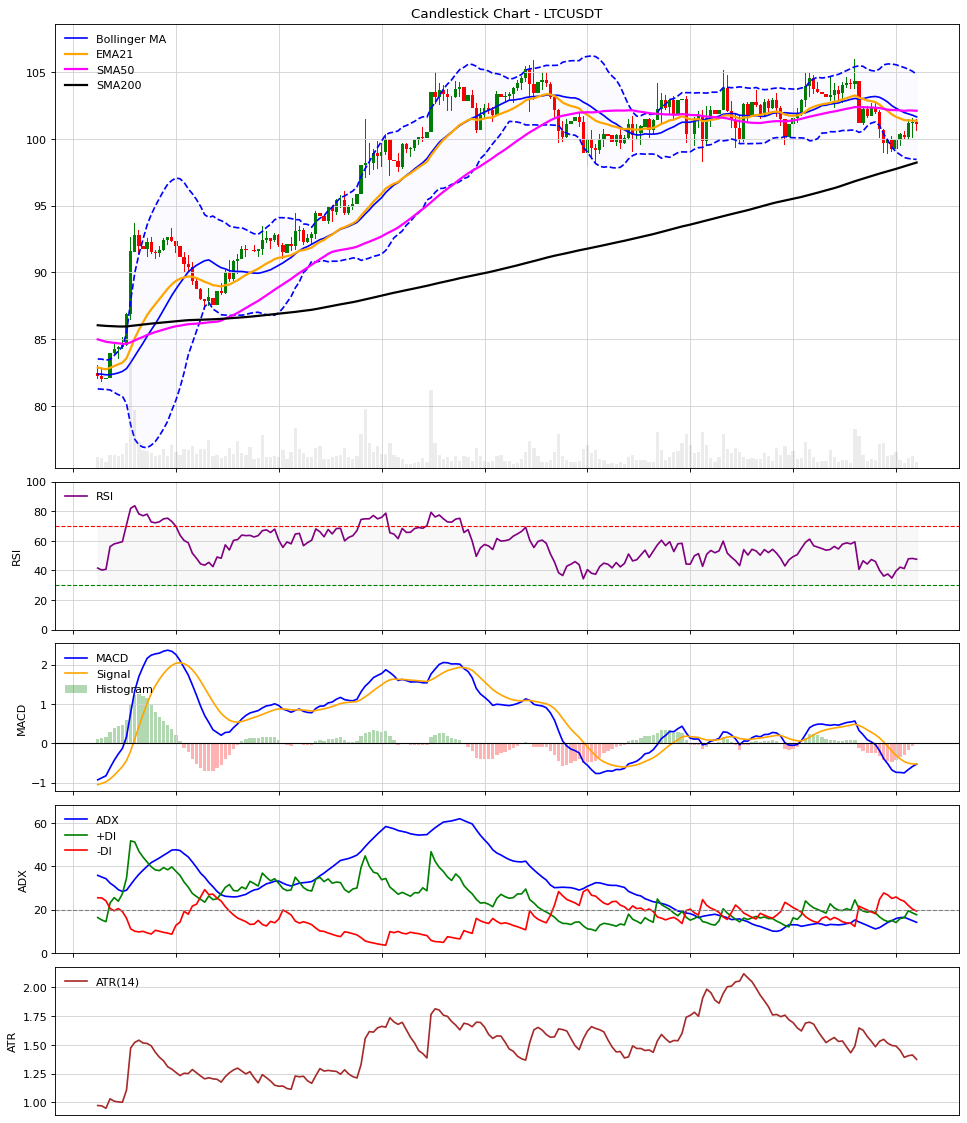 Candlestick Chart - LTCUSDT
Bollinger MA
EMA21
SMA50
SMA200
105
100
95
90
85
80
RSI
100
80
60
40
20
0
RSI
MACD
Signal
Histogram
2
1
0
−1
MACD
ADX
+DI
-DI
60
40
20
0
ADX
ATR(14)
2.00
1.75
1.50
1.25
1.00
ATR